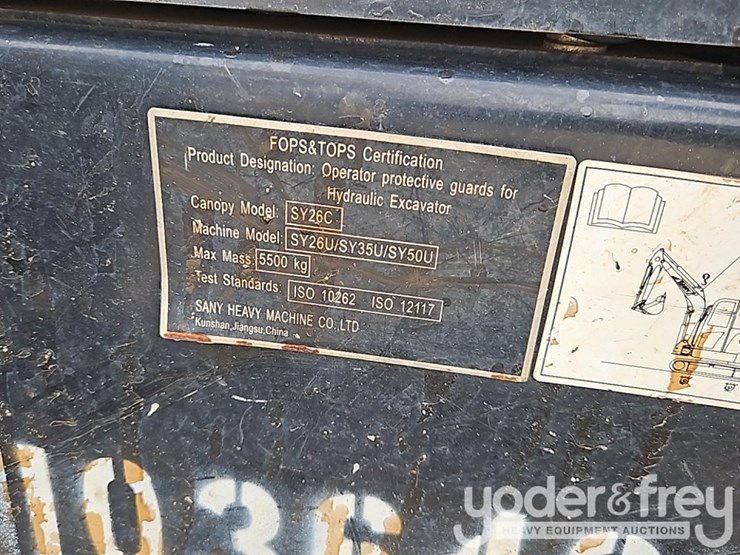 FOPS&TOPS Certification
Product Designation: Operator protective guards for
Hydraulic Excavator
Canopy Model: SY26C
Machine Model: SY26U/SY35U/SY50U
Max Mass: 5500 kg
Test Standards: ISO 10262 ISO 12117
SANY HEAVY MACHINE CO.,LTD
Kunshan,Jiangsu,China
yoder&frey
HEAVY EQUIPMENT AUCTIONS